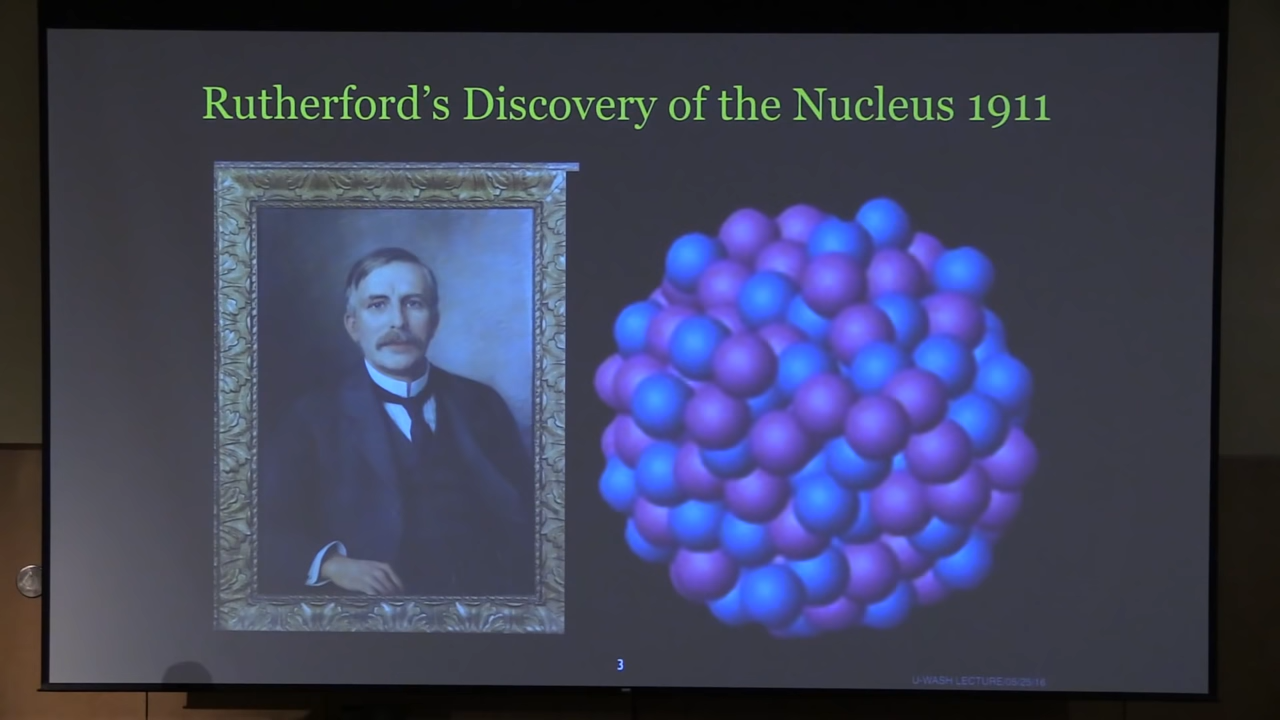 Rutherford’s Discovery of the Nucleus 1911
3
U-WASH LECTURE/05/25/16